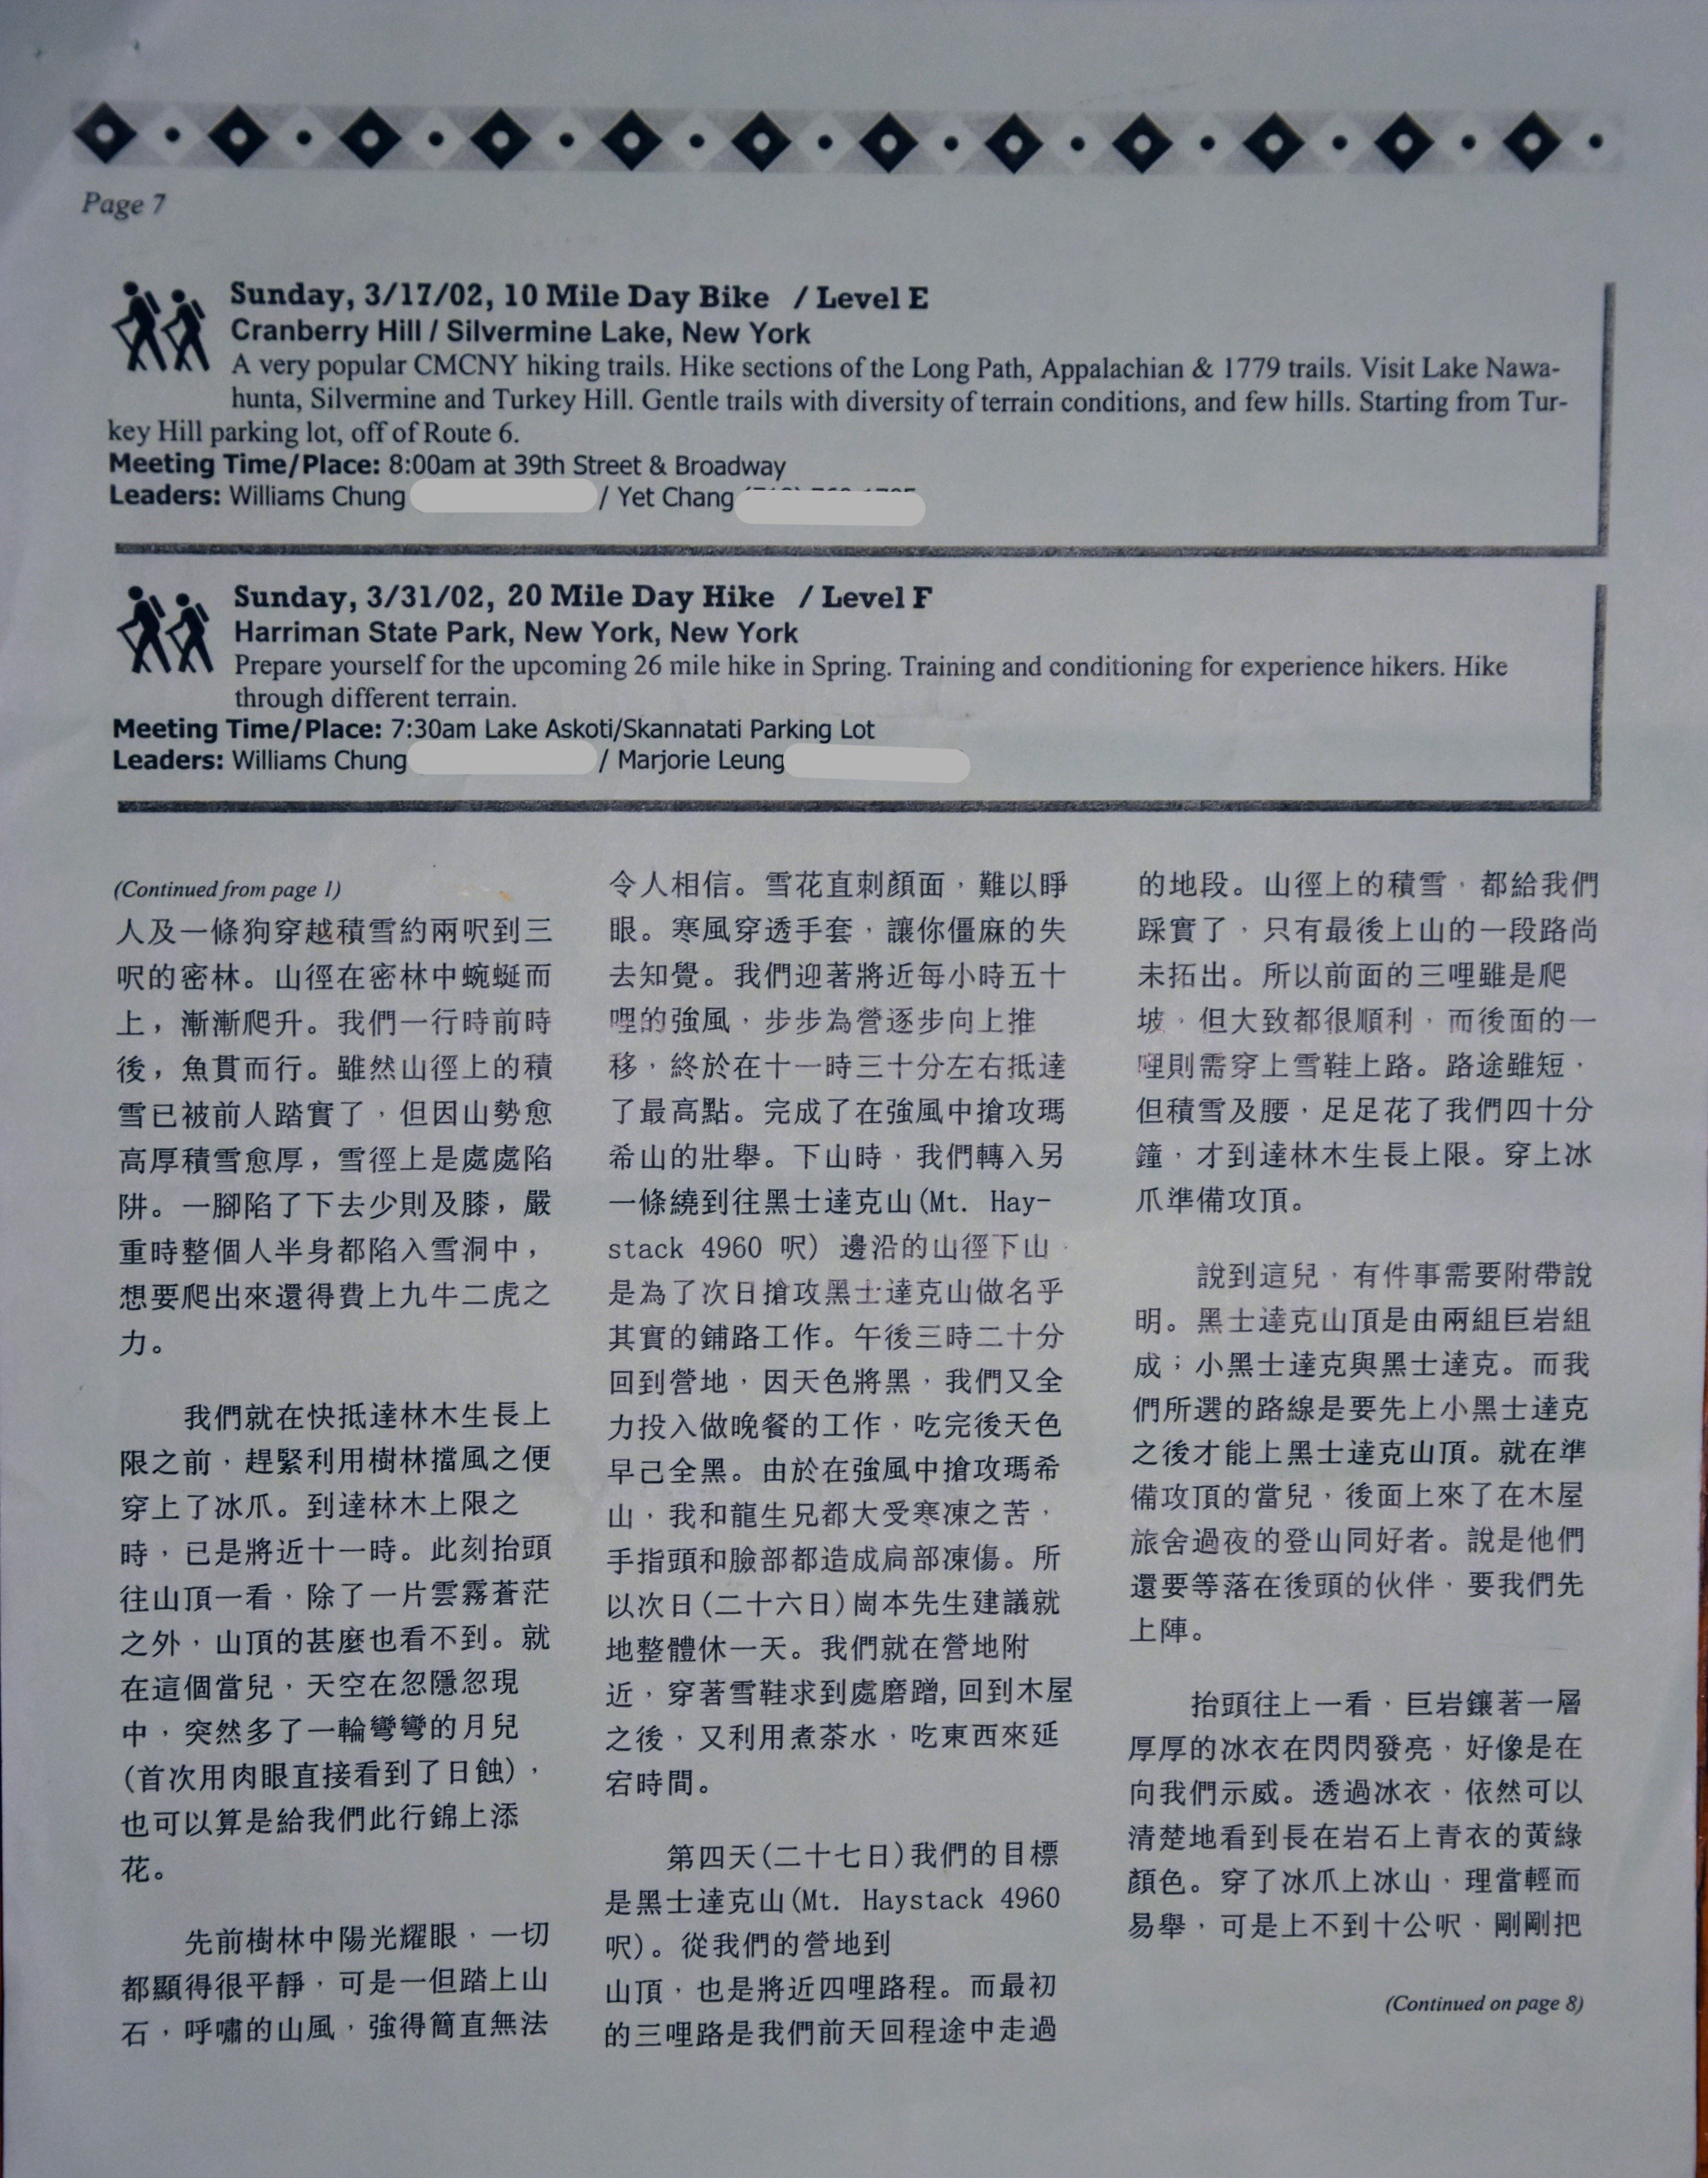 Page 7
Sunday, 3/17/02, 10 Mile Day Bike / Level E
Cranberry Hill / Silvermine Lake, New York
A very popular CMCNY hiking trails. Hike sections of the Long Path, Appalachian & 1779 trails. Visit Lake Nawa-
hunta, Silvermine and Turkey Hill. Gentle trails with diversity of terrain conditions, and few hills. Starting from Tur-
key Hill parking lot, off of Route 6.
Meeting Time/Place: 8:00am at 39th Street & Broadway
Leaders: Williams Chung / Yet Chang
Sunday, 3/31/02, 20 Mile Day Hike / Level F
Harriman State Park, New York, New York
Prepare yourself for the upcoming 26 mile hike in Spring. Training and conditioning for experience hikers. Hike
through different terrain.
Meeting Time/Place: 7:30am Lake Askoti/Skannatati Parking Lot
Leaders: Williams Chung / Marjorie Leung
(Continued from page 1)
人及一條狗穿越積雪約兩呎到三
呎的密林。山徑在密林中蜿蜒而
上，漸漸爬升。我們一行時前時
後，魚貫而行。雖然山徑上的積
雪已被前人踏實了，但因山勢愈
高厚積雪愈厚，雪徑上是處處陷
阱。一腳陷了下去少則及膝，嚴
重時整個人半身都陷入雪洞中，
想要爬出來還得費上九牛二虎之
力。
我們就在快抵達林木生長上
限之前，趕緊利用樹林擋風之便
穿上了冰爪。到達林木上限之
時，已是將近十一時。此刻抬頭
往山頂一看，除了一片雲霧蒼茫
之外，山頂的甚麼也看不到。就
在這個當兒，天空在忽隱忽現
中，突然多了一輪彎彎的月兒
(首次用肉眼直接看到了日蝕)，
也可以算是給我們此行錦上添
花。
先前樹林中陽光耀眼，一切
都顯得很平靜，可是一但踏上山
石，呼嘯的山風，強得簡直無法
令人相信。雪花直刺顏面，難以睜
眼。寒風穿透手套，讓你僵麻的失
去知覺。我們迎著將近每小時五十
哩的強風，步步為營逐步向上推
移，終於在十一時三十分左右抵達
了最高點。完成了在強風中搶攻瑪
希山的壯舉。下山時，我們轉入另
一條繞到往黑士達克山(Mt. Hay-
stack 4960 呎) 邊沿的山徑下山，
是為了次日搶攻黑士達克山做名乎
其實的鋪路工作。午後三時二十分
回到營地，因天色將黑，我們又全
力投入做晚餐的工作，吃完後天色
早己全黑。由於在強風中搶攻瑪希
山，我和龍生兄都大受寒凍之苦，
手指頭和臉部都造成扃部凍傷。所
以次日(二十六日)崗本先生建議就
地整體休一天。我們就在營地附
近，穿著雪鞋求到處磨蹭, 回到木屋
之後，又利用煮茶水，吃東西來延
宕時間。
第四天(二十七日)我們的目標
是黑士達克山(Mt. Haystack 4960
呎)。從我們的營地到
山頂，也是將近四哩路程。而最初
的三哩路是我們前天回程途中走過
的地段。山徑上的積雪，都給我們
踩實了，只有最後上山的一段路尚
未拓出。所以前面的三哩雖是爬
坡，但大致都很順利，而後面的一
哩則需穿上雪鞋上路。路途雖短，
但積雪及腰，足足花了我們四十分
鐘，才到達林木生長上限。穿上冰
爪準備攻頂。
說到這兒，有件事需要附帶說
明。黑士達克山頂是由兩組巨岩組
成；小黑士達克與黑士達克。而我
們所選的路線是要先上小黑士達克
之後才能上黑士達克山頂。就在準
備攻頂的當兒，後面上來了在木屋
旅舍過夜的登山同好者。說是他們
還要等落在後頭的伙伴，要我們先
上陣。
抬頭往上一看，巨岩鑲著一層
厚厚的冰衣在閃閃發亮，好像是在
向我們示威。透過冰衣，依然可以
清楚地看到長在岩石上青衣的黃綠
顏色。穿了冰爪上冰山，理當輕而
易舉，可是上不到十公呎，剛剛把
(Continued on page 8)